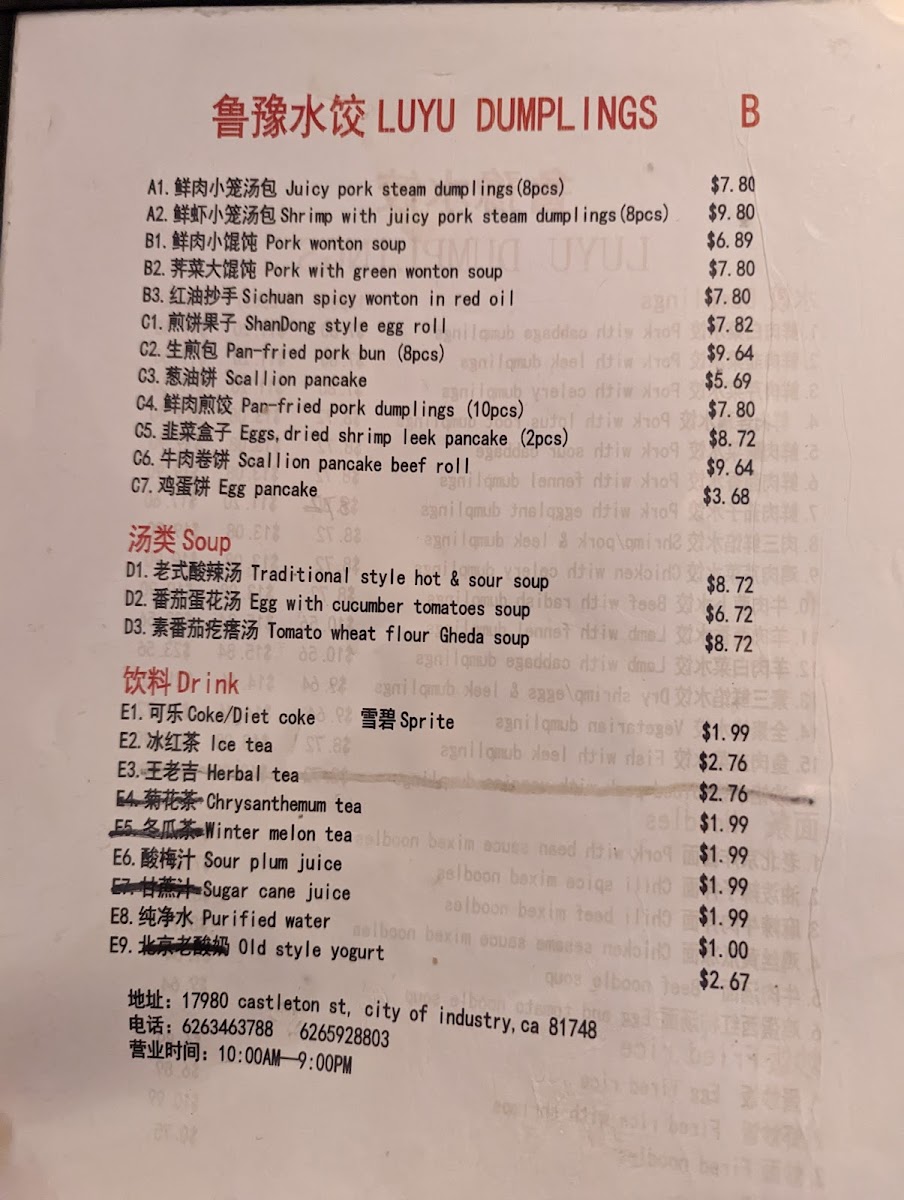 鲁豫水饺 LUYU DUMPLINGS B
A1. 鲜肉小笼汤包 Juicy pork steam dumplings(8pcs) $7.80
A2. 鲜虾小笼汤包 Shrimp with juicy pork steam dumplings(8pcs) $9.80
B1. 鲜肉小馄饨 Pork wonton soup $6.89
B2. 荠菜大馄饨 Pork with green wonton soup $7.80
B3. 红油抄手 Sichuan spicy wonton in red oil $7.80
C1. 煎饼果子 ShanDong style egg roll $7.82
C2. 生煎包 Pan-fried pork bun (8pcs) $9.64
C3. 葱油饼 Scallion pancake $5.69
C4. 鲜肉煎饺 Pan-fried pork dumplings (10pcs) $7.80
C5. 韭菜盒子 Eggs,dried shrimp leek pancake (2pcs) $8.72
C6. 牛肉卷饼 Scallion pancake beef roll $9.64
C7. 鸡蛋饼 Egg pancake $3.68
汤类 Soup
D1. 老式酸辣汤 Traditional style hot & sour soup $8.72
D2. 番茄蛋花汤 Egg with cucumber tomatoes soup $6.72
D3. 素番茄疙瘩汤 Tomato wheat flour Gheda soup $8.72
饮料 Drink
E1. 可乐 Coke/Diet coke 雪碧 Sprite $1.99
E2. 冰红茶 Ice tea $2.76
E3. 王老吉 Herbal tea $2.76
E4. 菊花茶 Chrysanthemum tea $1.99
E5. 冬瓜茶 Winter melon tea $1.99
E6. 酸梅汁 Sour plum juice $1.99
E7. 甘蔗汁 Sugar cane juice $1.99
E8. 纯净水 Purified water $1.00
E9. 北京老酸奶 Old style yogurt $2.67
地址: 17980 castleton st, city of industry,ca 81748
电话: 6263463788 6265928803
营业时间: 10:00AM—9:00PM